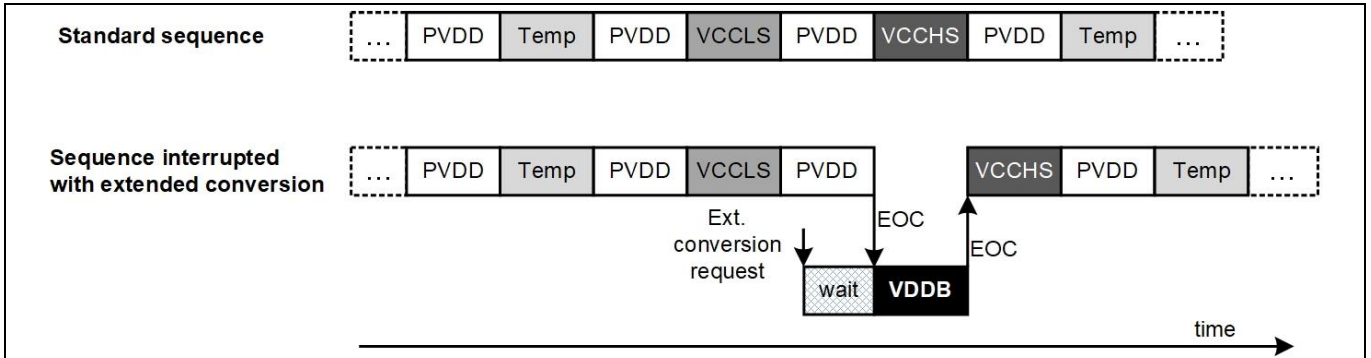 Standard sequence
... PVDD Temp PVDD VCCLS PVDD VCCHS PVDD Temp ...
Sequence interrupted
with extended conversion
... PVDD Temp PVDD VCCLS PVDD VCCHS PVDD Temp ...
Ext.
conversion
request
EOC
EOC
wait VDDB
time